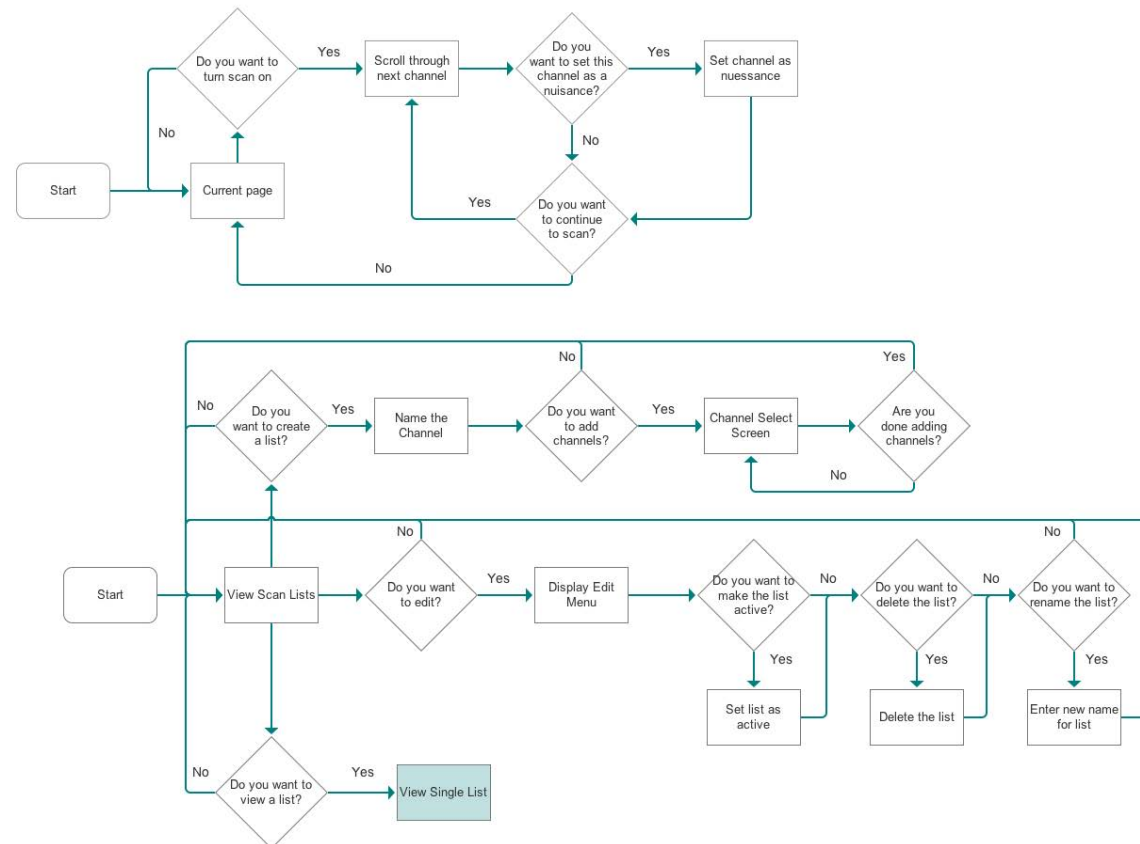 Do you want to
turn scan on
Yes
Scroll through
next channel
Do you
want to set this
channel as a
nuisance?
Yes
Set channel as
nuessance
No
No
Start
Current page
Yes
Do you want
to continue
to scan?
No
No
Yes
No
Do you
want to create
a list?
Yes
Name the
Channel
Do you want
to add
channels?
Yes
Channel Select
Screen
Are you
done adding
channels?
No
No
No
Start
View Scan Lists
Do you want
to edit?
Yes
Display Edit
Menu
Do you want to
make the list
active?
No
Do you want to
delete the list?
No
Do you want to
rename the list?
Yes
Yes
Yes
Set list as
active
Delete the list
Enter new name
for list
No
Do you want to
view a list?
Yes
View Single List